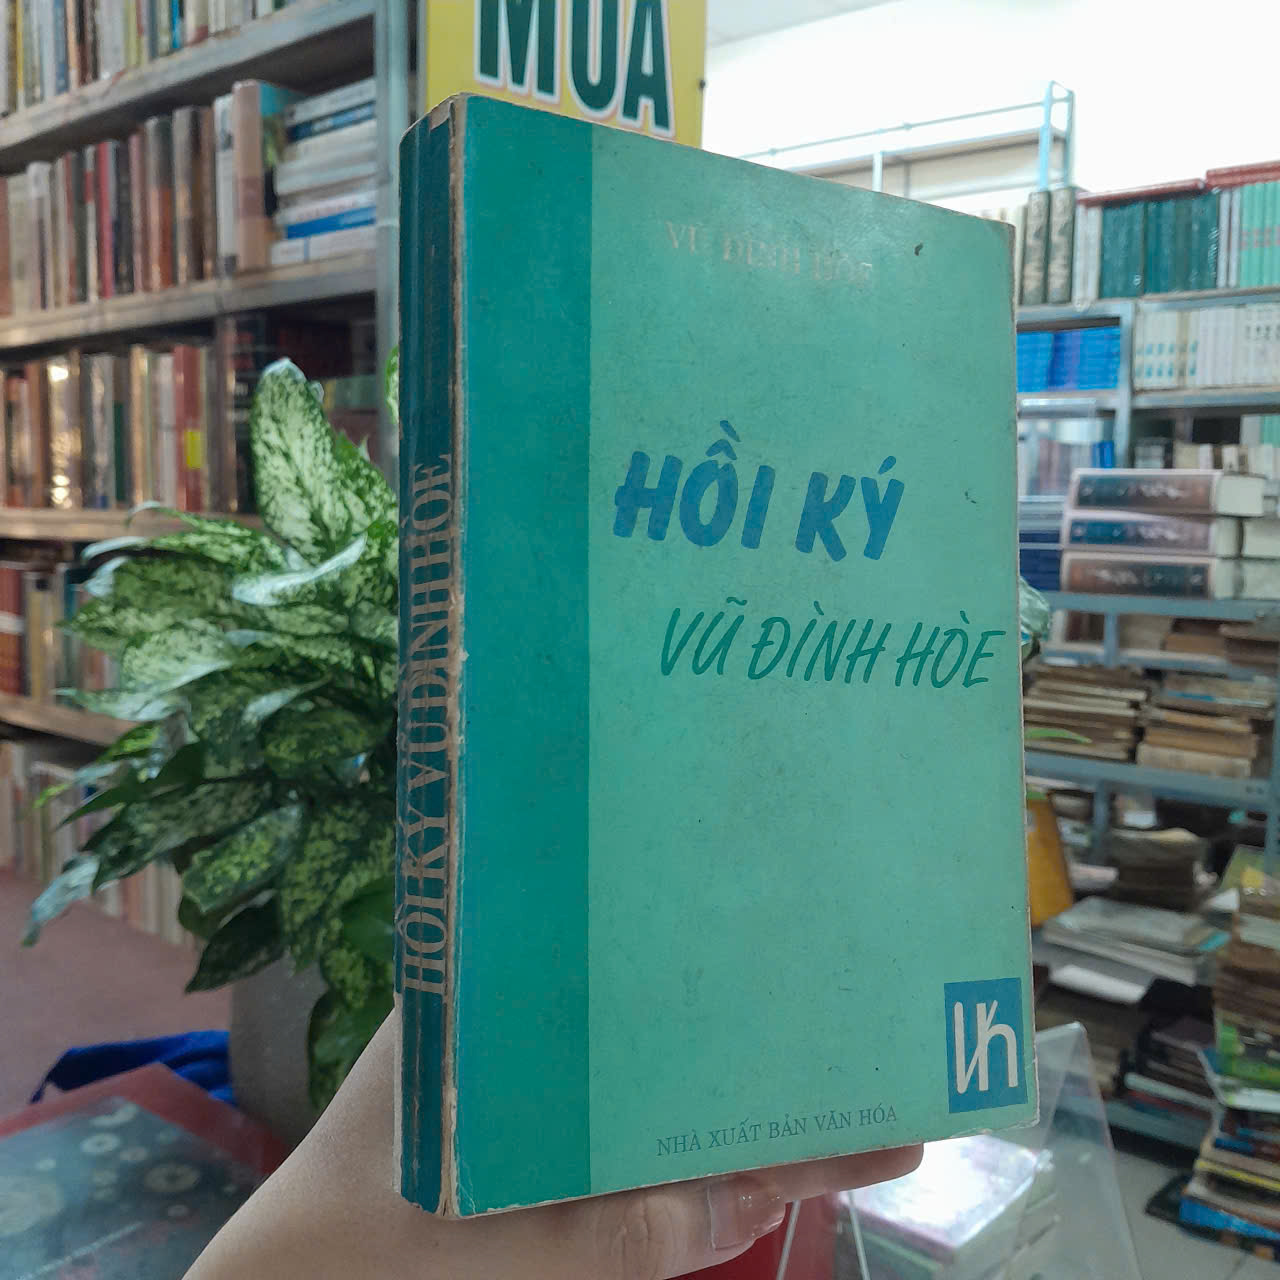 MUA
VŨ ĐÌNH HÒE
HỒI KÝ
VŨ ĐÌNH HÒE
NHÀ XUẤT BẢN VĂN HÓA
VH
HỒI KÝ VŨ ĐÌNH HÒE